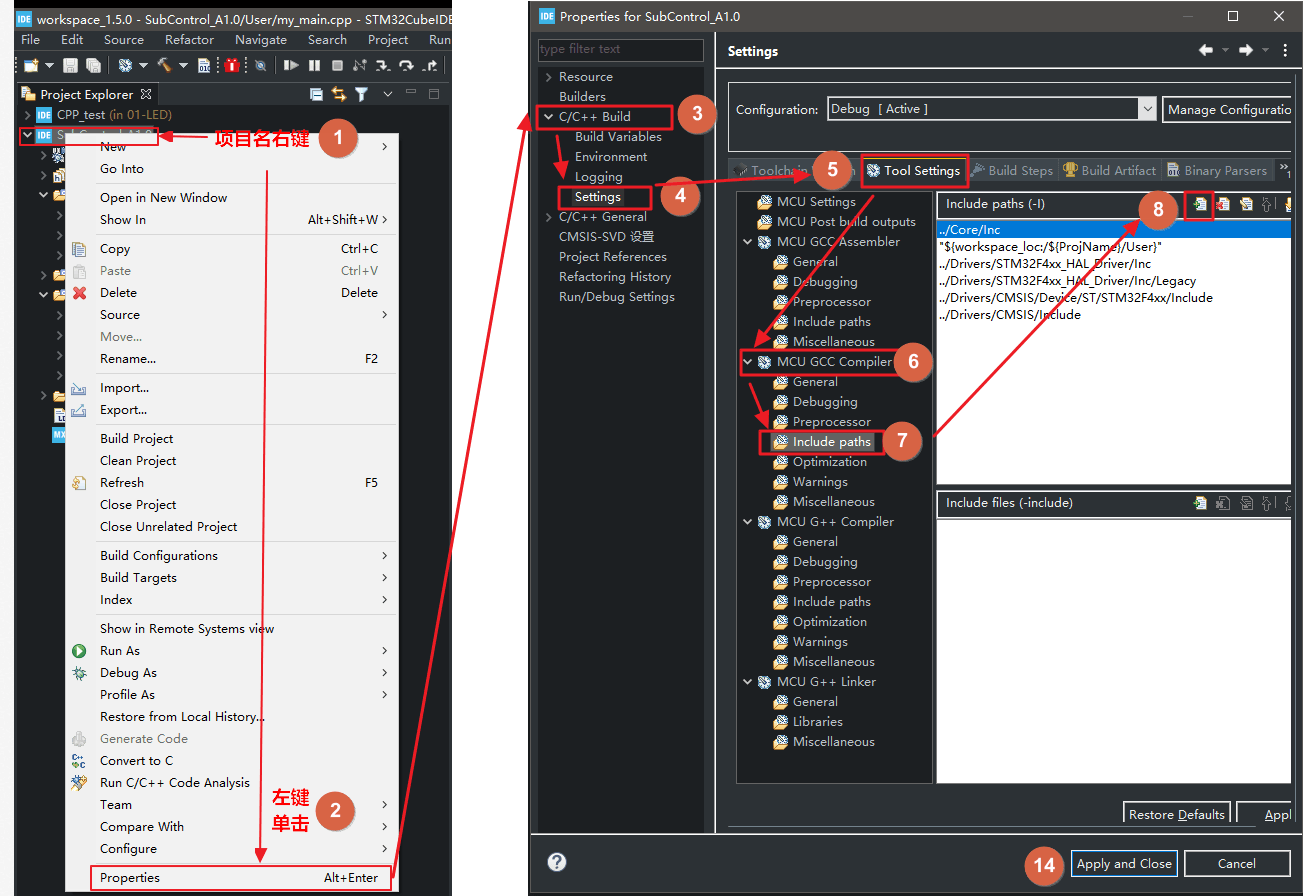 workspace_1.5.0 - SubControl_A1.0/User/my_main.cpp - STM32CubeIDE
File Edit Source Refactor Navigate Search Project Run
Project Explorer
CPP_test (in 01-LED)
项目名右键 1
New
Go Into
Open in New Window
Show In Alt+Shift+W
Copy Ctrl+C
Paste Ctrl+V
Delete Delete
Source
Move...
Rename... F2
Import...
Export...
Build Project
Clean Project
Refresh F5
Close Project
Close Unrelated Project
Build Configurations
Build Targets
Index
Show in Remote Systems view
Run As
Debug As
Profile As
Restore from Local History...
Generate Code
Convert to C
Run C/C++ Code Analysis
Team
Compare With
Configure
Properties Alt+Enter
左键
单击
2
MX
IDE Properties for SubControl_A1.0
type filter text
Resource
Builders
C/C++ Build 3
Build Variables
Environment
Logging
Settings 4
C/C++ General
CMSIS-SVD 设置
Project References
Refactoring History
Run/Debug Settings
Settings
Configuration: Debug [ Active ] Manage Configuratio
Toolchain 5 Tool Settings Build Steps Build Artifact Binary Parsers »1
MCU Settings
MCU Post build outputs
MCU GCC Assembler
General
Debugging
Preprocessor
Include paths
Miscellaneous
MCU GCC Compiler 6
General
Debugging
Preprocessor
Include paths 7
Optimization
Warnings
Miscellaneous
MCU G++ Compiler
General
Debugging
Preprocessor
Include paths
Optimization
Warnings
Miscellaneous
MCU G++ Linker
General
Libraries
Miscellaneous
Include paths (-I) 8
../Core/Inc
"${workspace_loc:/${ProjName}/User}"
../Drivers/STM32F4xx_HAL_Driver/Inc
../Drivers/STM32F4xx_HAL_Driver/Inc/Legacy
../Drivers/CMSIS/Device/ST/STM32F4xx/Include
../Drivers/CMSIS/Include
Include files (-include)
Restore Defaults Appl
14 Apply and Close Cancel